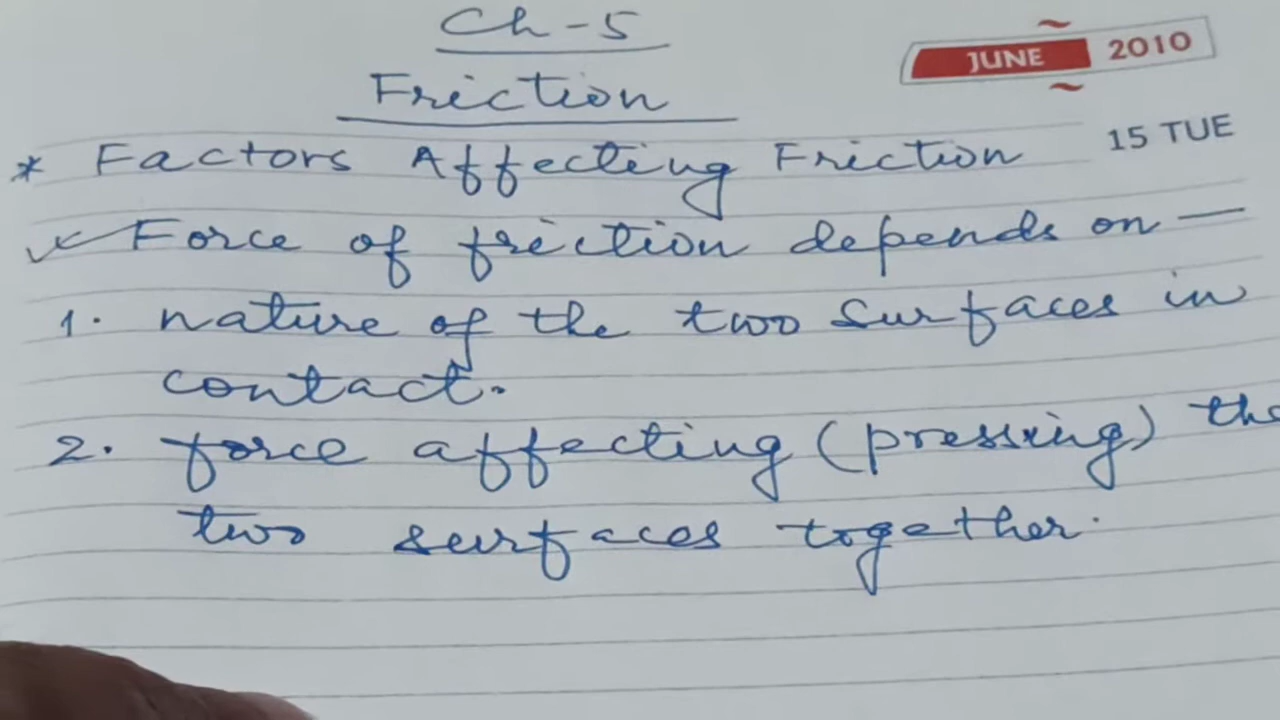 Ch - 5
JUNE 2010
Friction
15 TUE
* Factors Affecting Friction
✓ Force of friction depends on —
1. nature of the two surfaces in
contact.
2. force affecting (pressing) the
two surfaces together.